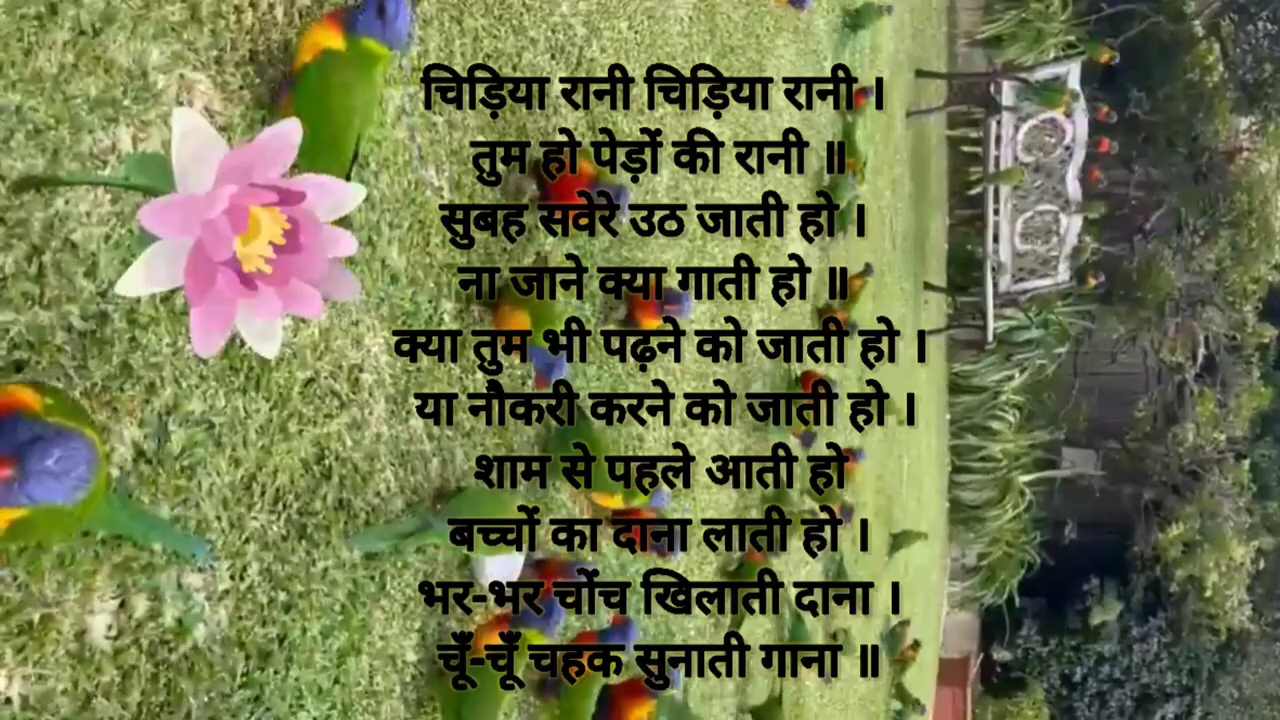 चिड़िया रानी चिड़िया रानी ।
तुम हो पेड़ों की रानी ॥
सुबह सवेरे उठ जाती हो ।
ना जाने क्या गाती हो ॥
क्या तुम भी पढ़ने को जाती हो ।
या नौकरी करने को जाती हो ।
शाम से पहले आती हो
बच्चों का दाना लाती हो ।
भर-भर चोंच खिलाती दाना ।
चूँ-चूँ चहक सुनाती गाना ॥